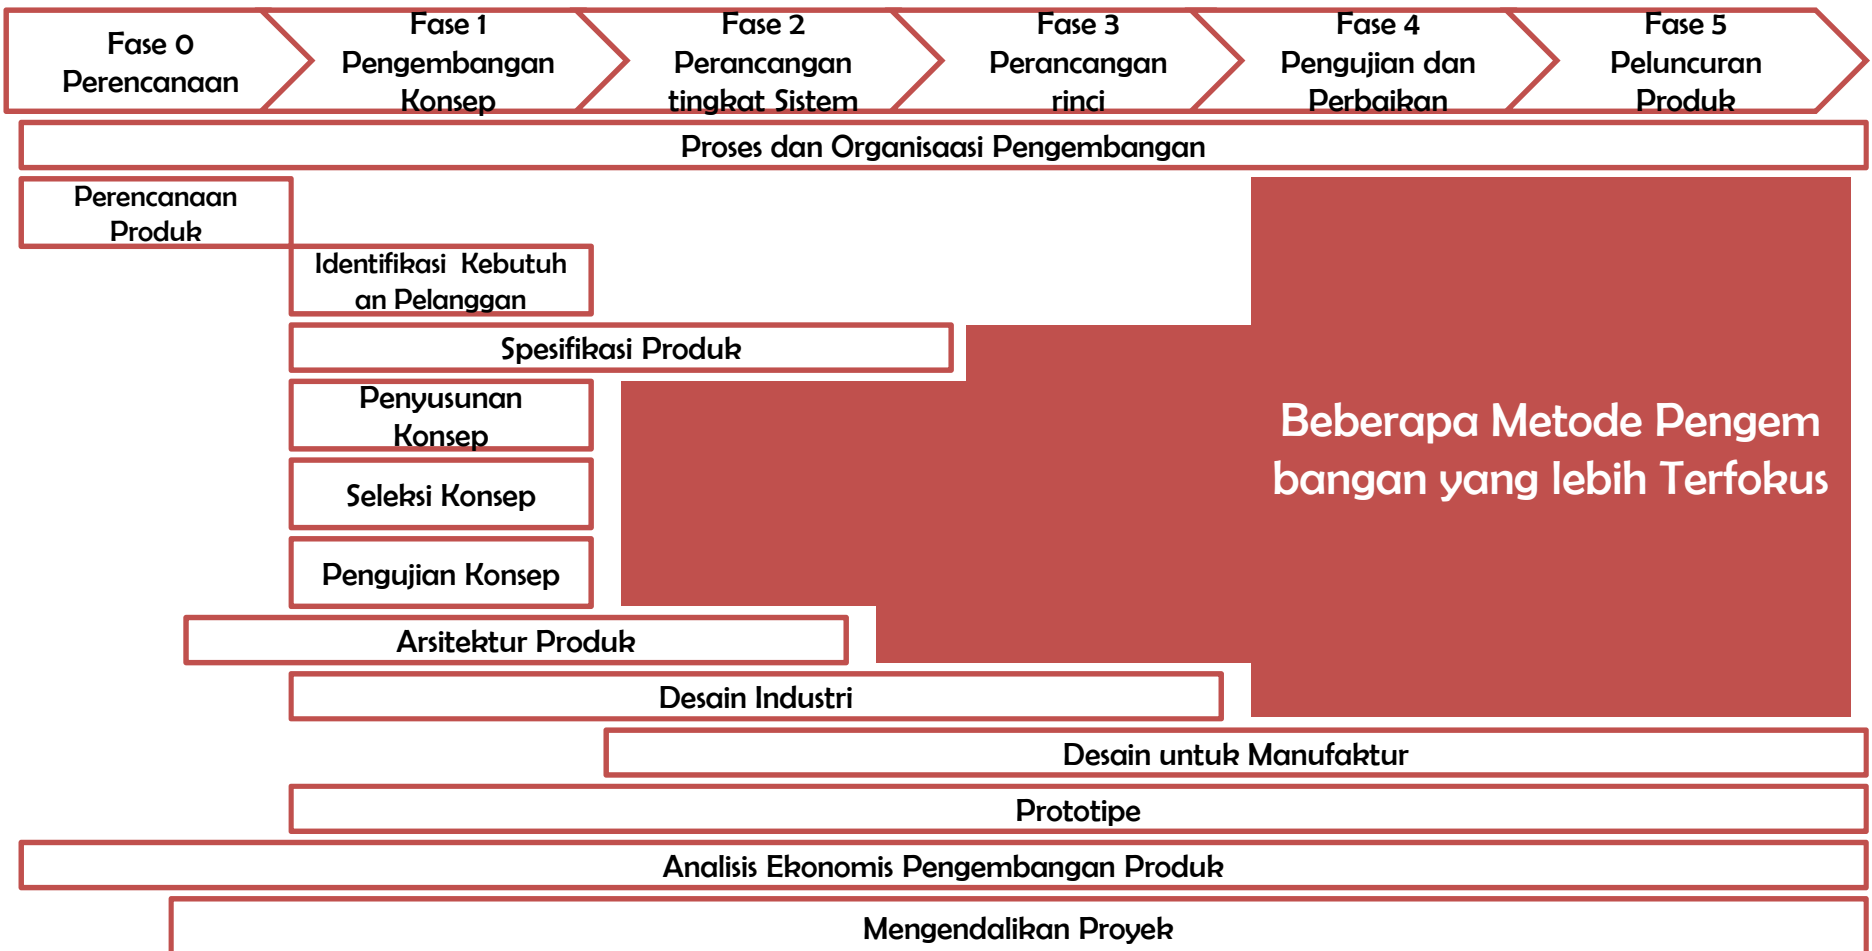 Fase 0
Perencanaan
Fase 1
Pengembangan
Konsep
Fase 2
Perancangan
tingkat Sistem
Fase 3
Perancangan
rinci
Fase 4
Pengujian dan
Perbaikan
Fase 5
Peluncuran
Produk
Proses dan Organisaasi Pengembangan
Perencanaan
Produk
Identifikasi Kebutuh
an Pelanggan
Spesifikasi Produk
Penyusunan
Konsep
Seleksi Konsep
Pengujian Konsep
Beberapa Metode Pengem
bangan yang lebih Terfokus
Arsitektur Produk
Desain Industri
Desain untuk Manufaktur
Prototipe
Analisis Ekonomis Pengembangan Produk
Mengendalikan Proyek